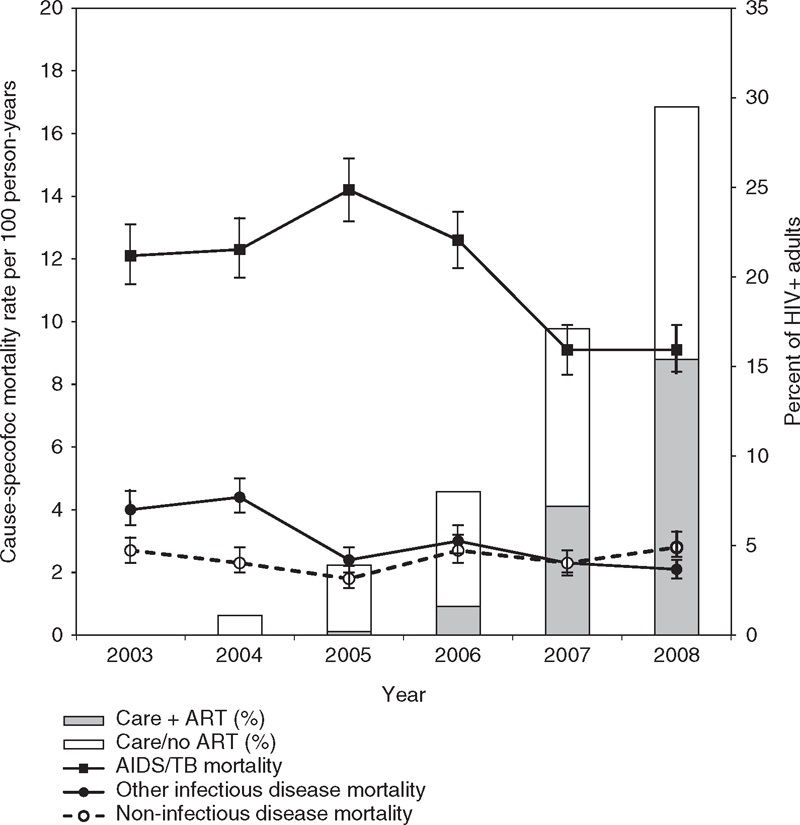 Cause-specofoc mortality rate per 100 person-years
20
18
16
14
12
10
8
6
4
2
0
35
30
25
20
15
10
5
0
Percent of HIV+ adults
2003 2004 2005 2006 2007 2008
Year
Care + ART (%)
Care/no ART (%)
AIDS/TB mortality
Other infectious disease mortality
Non-infectious disease mortality